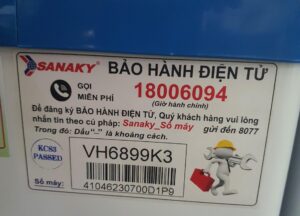 SANAKY BẢO HÀNH ĐIỆN TỬ
GỌI MIỄN PHÍ 18006094
(Giờ hành chính)
Để đăng ký BẢO HÀNH ĐIỆN TỬ, Quý khách hàng vui lòng
nhắn tin theo cú pháp: Sanaky_Số máy gửi đến 8077
Trong đó: Dấu"_" là khoảng cách.
KCS3
PASSED
VH6899K3
Số máy: 41046230700D1P9